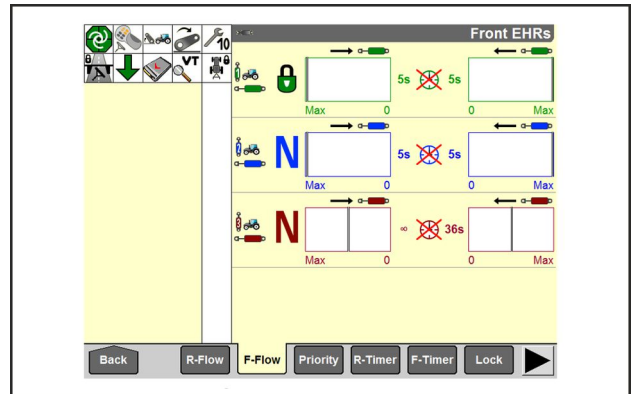 Front EHRs
10
VT
5s 5s
Max 0 0 Max
N
5s 5s
Max 0 0 Max
N
∞ 36s
Max 0 0 Max
Back R-Flow F-Flow Priority R-Timer F-Timer Lock